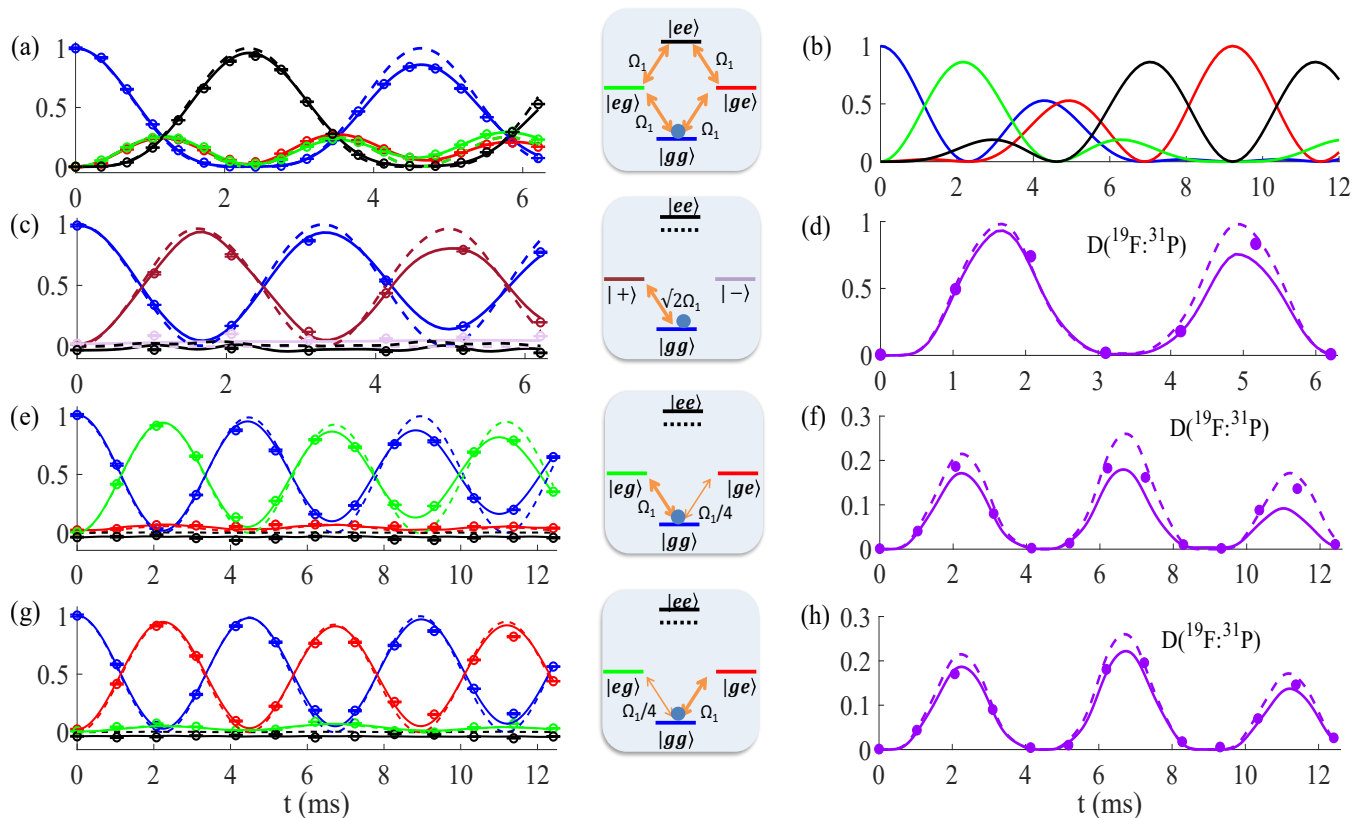 (a)
1
0.5
0
0 2 4 6
|ee⟩
Ω1 Ω1
|eg⟩ |ge⟩
Ω1 Ω1
|gg⟩
(b)
1
0.5
0
0 2 4 6 8 10 12
(c)
1
0.5
0
0 2 4 6
|ee⟩
|+⟩ √2Ω1 |−⟩
|gg⟩
(d)
D(¹⁹F:³¹P)
1
0.5
0
0 1 2 3 4 5 6
(e)
1
0.5
0
0 2 4 6 8 10 12
|ee⟩
|eg⟩ |ge⟩
Ω1 Ω1/4
|gg⟩
(f)
D(¹⁹F:³¹P)
0.3
0.2
0.1
0
0 2 4 6 8 10 12
(g)
1
0.5
0
0 2 4 6 8 10 12
t (ms)
|ee⟩
|eg⟩ |ge⟩
Ω1/4 Ω1
|gg⟩
(h)
D(¹⁹F:³¹P)
0.3
0.2
0.1
0
0 2 4 6 8 10 12
t (ms)